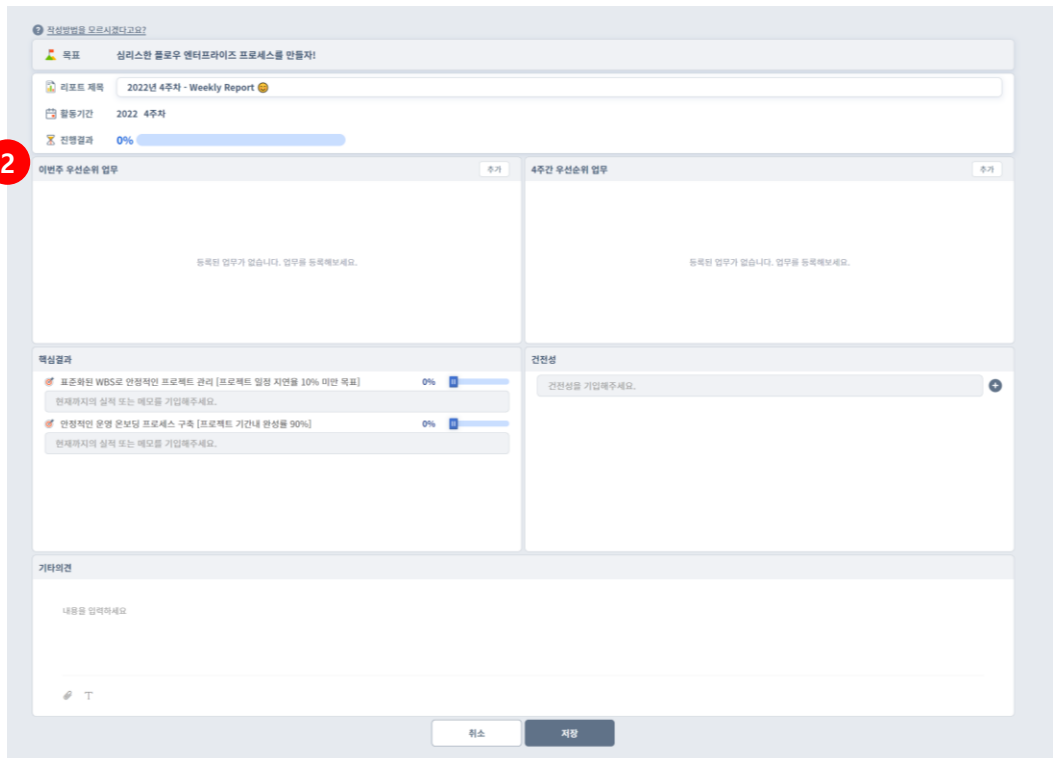 작성방법을 모르시겠다고요?
목표 심리스한 플로우 엔터프라이즈 프로세스를 만들자!
리포트 제목 2022년 4주차 - Weekly Report 😊
활동기간 2022 4주차
진행결과 0%
2
이번주 우선순위 업무 추가
4주간 우선순위 업무 추가
등록된 업무가 없습니다. 업무를 등록해보세요.
등록된 업무가 없습니다. 업무를 등록해보세요.
핵심결과
표준화된 WBS로 안정적인 프로젝트 관리 [프로젝트 일정 지연율 10% 미만 목표] 0%
현재까지의 실적 또는 메모를 기입해주세요.
안정적인 운영 온보딩 프로세스 구축 [프로젝트 기간내 완성률 90%] 0%
현재까지의 실적 또는 메모를 기입해주세요.
건전성
건전성을 기입해주세요.
기타의견
내용을 입력하세요
취소 저장